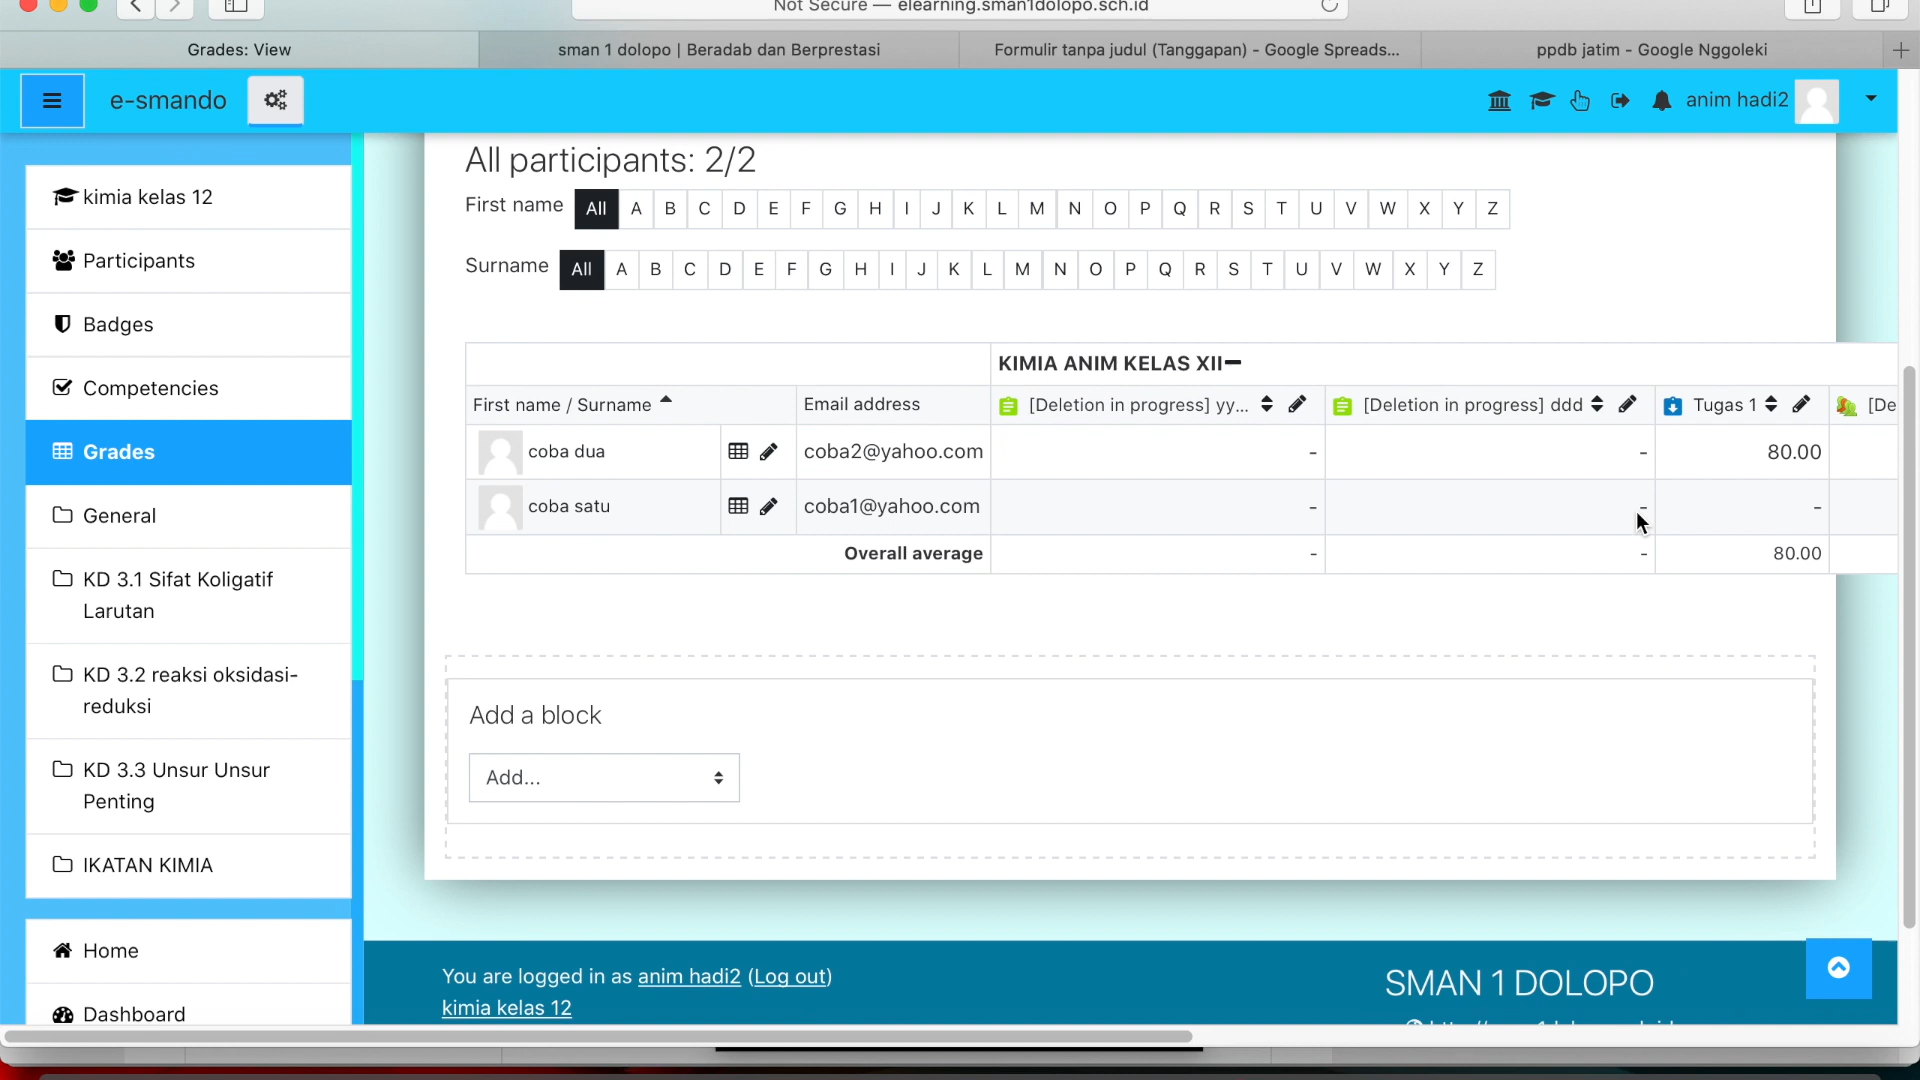 Not Secure — elearning.sman1dolopo.sch.id
Grades: View
sman 1 dolopo | Beradab dan Berprestasi
Formulir tanpa judul (Tanggapan) - Google Spreads...
ppdb jatim - Google Nggoleki
e-smando
anim hadi2
kimia kelas 12
Participants
Badges
Competencies
Grades
General
KD 3.1 Sifat Koligatif
Larutan
KD 3.2 reaksi oksidasi-
reduksi
KD 3.3 Unsur Unsur
Penting
IKATAN KIMIA
Home
Dashboard
All participants: 2/2
First name All A B C D E F G H I J K L M N O P Q R S T U V W X Y Z
Surname All A B C D E F G H I J K L M N O P Q R S T U V W X Y Z
KIMIA ANIM KELAS XII
First name / Surname Email address [Deletion in progress] yy... [Deletion in progress] ddd Tugas 1 [De
coba dua coba2@yahoo.com - - 80.00
coba satu coba1@yahoo.com - - -
Overall average - - 80.00
Add a block
Add...
You are logged in as anim hadi2 (Log out)
kimia kelas 12
SMAN 1 DOLOPO